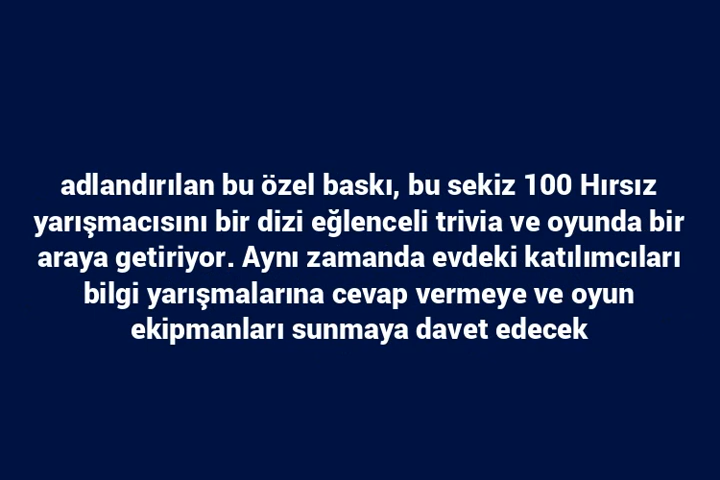 adlandırılan bu özel baskı, bu sekiz 100 Hırsız
yarışmacısını bir dizi eğlenceli trivia ve oyunda bir
araya getiriyor. Aynı zamanda evdeki katılımcıları
bilgi yarışmalarına cevap vermeye ve oyun
ekipmanları sunmaya davet edecek